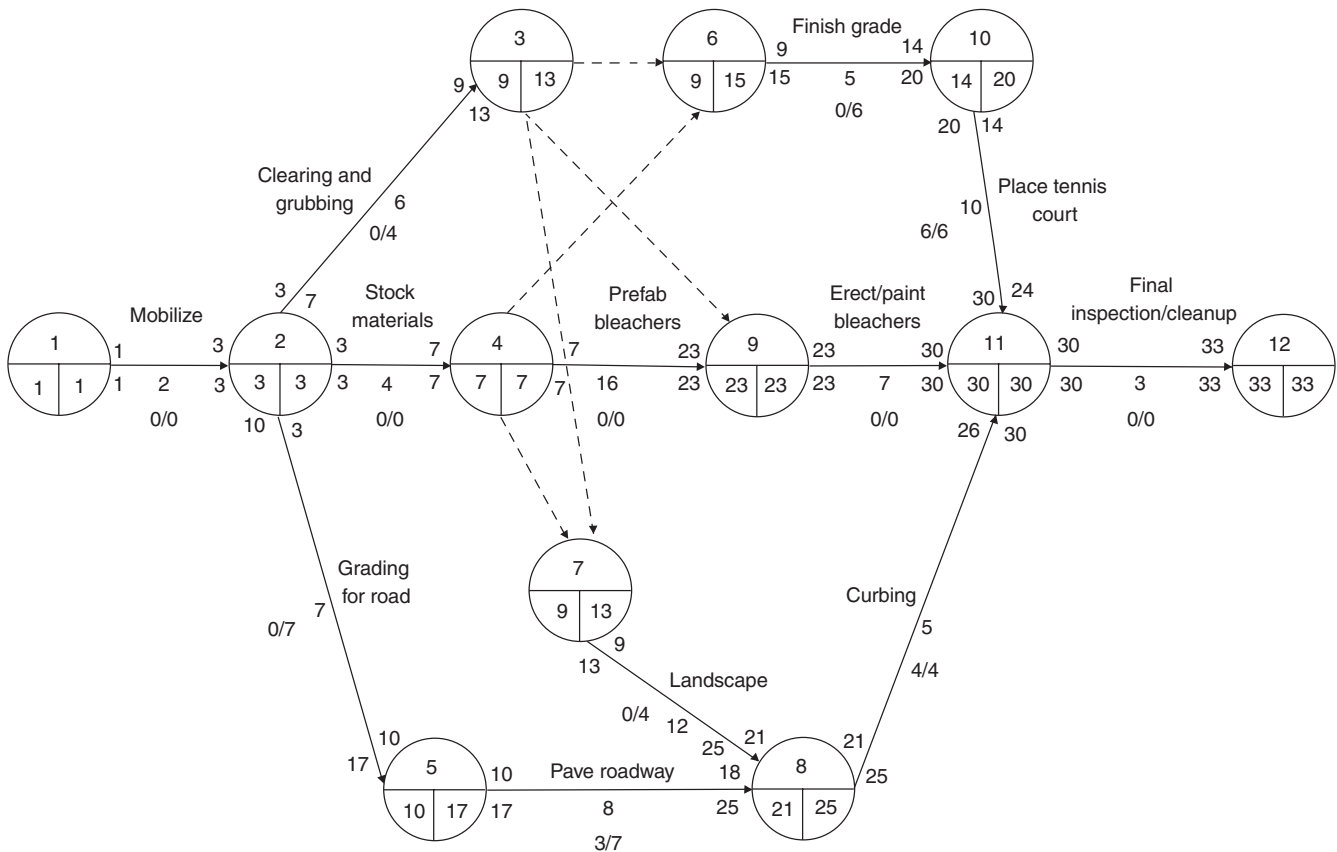 3
9 13
6
9 15
9 Finish grade 14
15 5 20
0/6
10
14 20
9
13
Clearing and
grubbing
6
0/4
3
7
20 14
Place tennis
court
10
6/6
30 24
1
1 1
Mobilize
1 3
1 2 3
0/0
2
3 3
Stock
materials
3 7
3 4 7
0/0
4
7 7
Prefab
bleachers
7 23
7 16 23
0/0
9
23 23
Erect/paint
bleachers
23 30
23 7 30
0/0
11
30 30
Final
inspection/cleanup
30 33
30 3 33
0/0
12
33 33
10 3
Grading
for road
7
0/7
10
17
7
9 13
9
13
Landscape
0/4 12
21
25
26 30
Curbing
5
4/4
21
25
5
10 17
10 Pave roadway 18
17 8 25
3/7
8
21 25